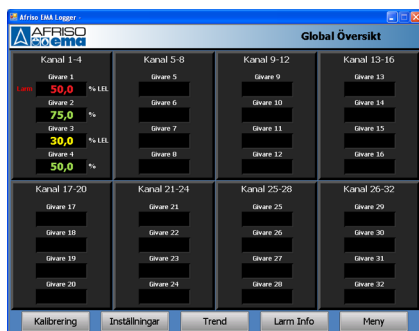 Afriso EMA Logger -
AFRISO
ema
Global Översikt
Kanal 1-4
Givare 1
Larm 50,0 % LEL
Givare 2
75,0 %
Givare 3
30,0 % LEL
Givare 4
50,0 %
Kanal 5-8
Givare 5
Givare 6
Givare 7
Givare 8
Kanal 9-12
Givare 9
Givare 10
Givare 11
Givare 12
Kanal 13-16
Givare 13
Givare 14
Givare 15
Givare 16
Kanal 17-20
Givare 17
Givare 18
Givare 19
Givare 20
Kanal 21-24
Givare 21
Givare 22
Givare 23
Givare 24
Kanal 25-28
Givare 25
Givare 26
Givare 27
Givare 28
Kanal 26-32
Givare 29
Givare 30
Givare 31
Givare 32
Kalibrering Inställningar Trend Larm Info Meny